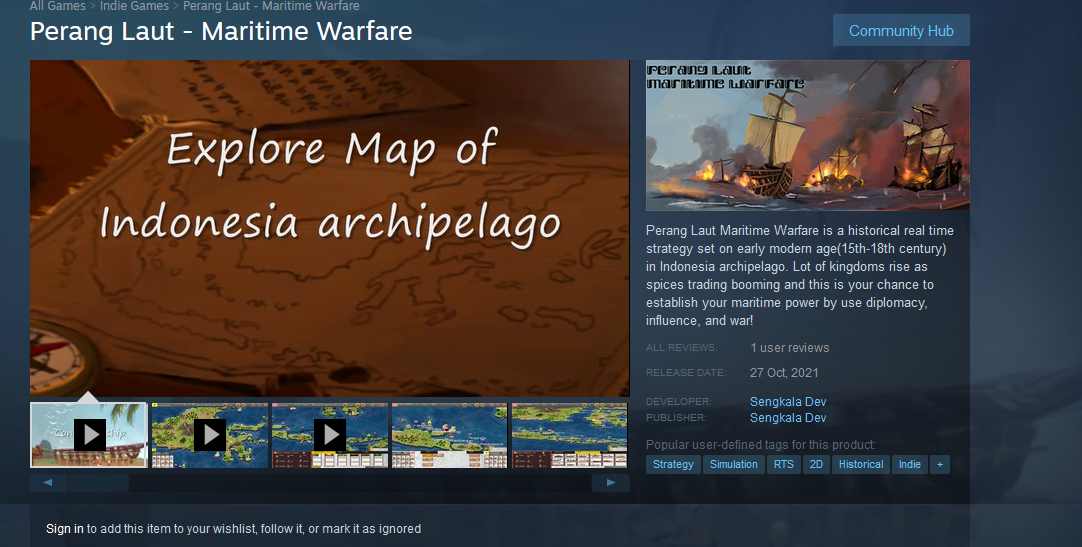 All Games > Indie Games > Perang Laut - Maritime Warfare
Perang Laut - Maritime Warfare
Community Hub
Explore Map of
Indonesia archipelago
PERANG LAUT
MARITIME WARFARE
Perang Laut Maritime Warfare is a historical real time
strategy set on early modern age(15th-18th century)
in Indonesia archipelago. Lot of kingdoms rise as
spices trading booming and this is your chance to
establish your maritime power by use diplomacy,
influence, and war!
ALL REVIEWS: 1 user reviews
RELEASE DATE: 27 Oct, 2021
DEVELOPER: Sengkala Dev
PUBLISHER: Sengkala Dev
Popular user-defined tags for this product:
Strategy Simulation RTS 2D Historical Indie +
Sign in to add this item to your wishlist, follow it, or mark it as ignored